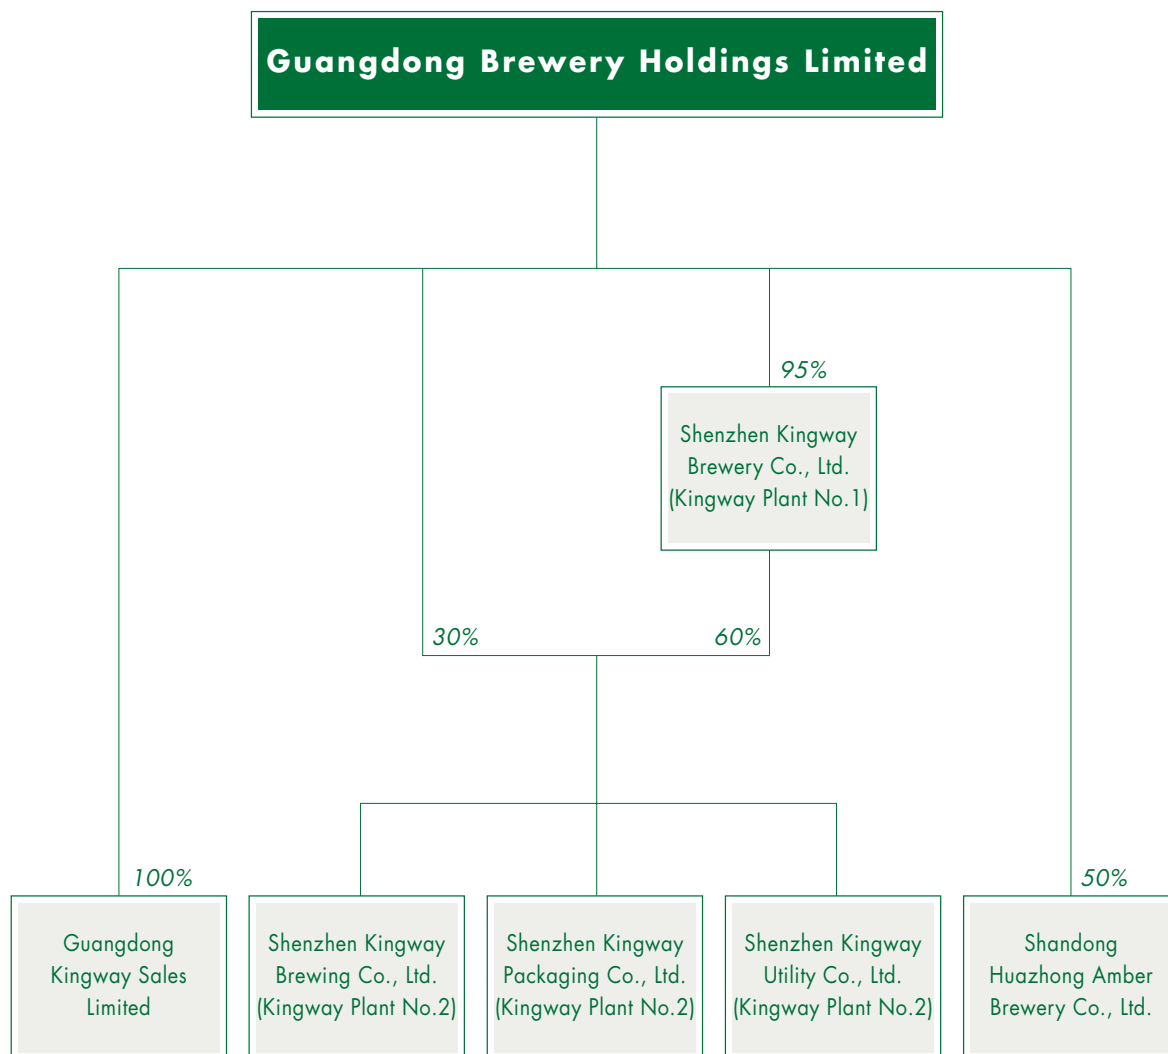 Guangdong Brewery Holdings Limited
95%
Shenzhen Kingway
Brewery Co., Ltd.
(Kingway Plant No.1)
30%
60%
100%
50%
Guangdong
Kingway Sales
Limited
Shenzhen Kingway
Brewing Co., Ltd.
(Kingway Plant No.2)
Shenzhen Kingway
Packaging Co., Ltd.
(Kingway Plant No.2)
Shenzhen Kingway
Utility Co., Ltd.
(Kingway Plant No.2)
Shandong
Huazhong Amber
Brewery Co., Ltd.